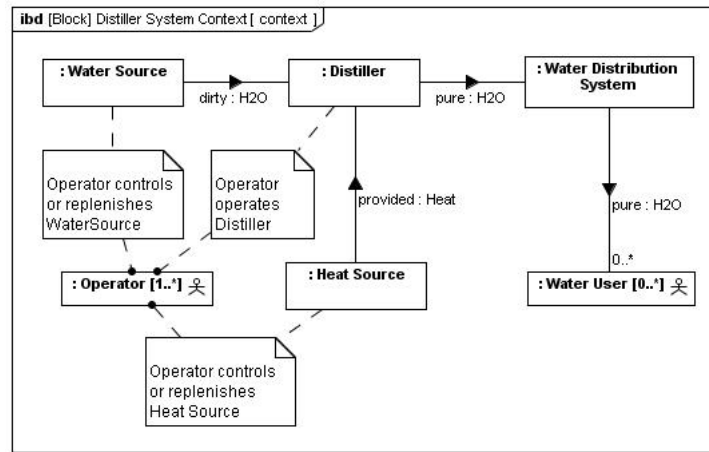 ibd [Block] Distiller System Context [ context ]
: Water Source
dirty : H2O
: Distiller
pure : H2O
: Water Distribution
System
Operator controls
or replenishes
WaterSource
Operator
operates
Distiller
provided : Heat
pure : H2O
0..*
: Operator [1..*]
: Heat Source
: Water User [0..*]
Operator controls
or replenishes
Heat Source